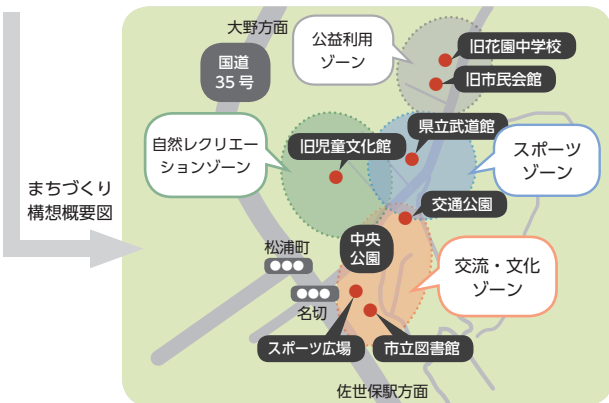 大野方面
国道
35号
公益利用
ゾーン
旧花園中学校
旧市民会館
自然レクリエー
ションゾーン
旧児童文化館
県立武道館
スポーツ
ゾーン
まちづくり
構想概要図
交通公園
中央
公園
松浦町
名切
交流・文化
ゾーン
スポーツ広場
市立図書館
佐世保駅方面